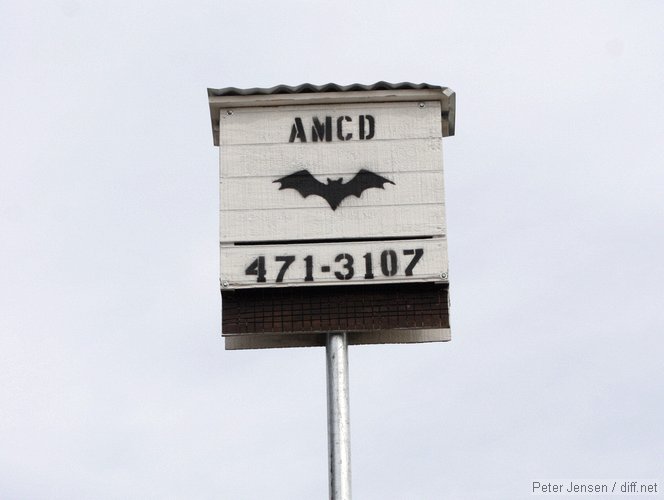 AMCD
471-3107
Peter Jensen / diff.net